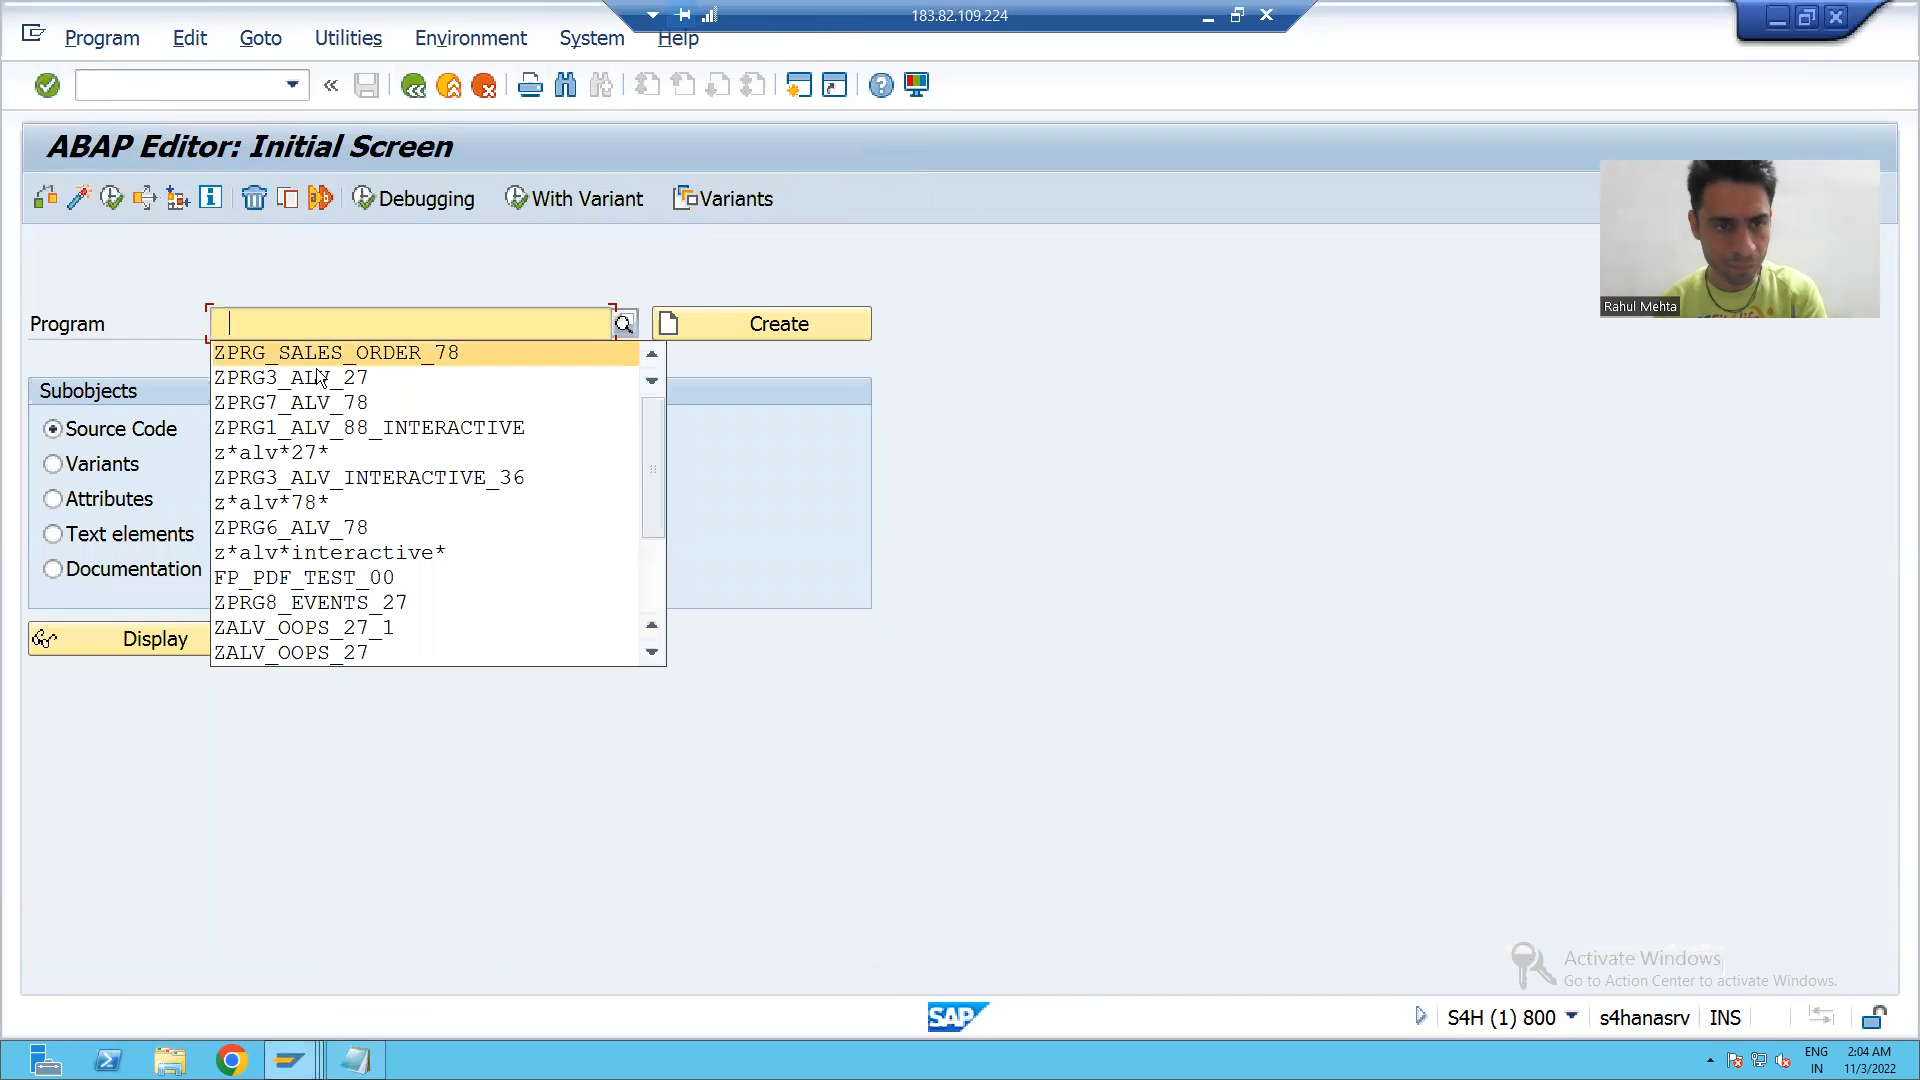 183.82.109.224
Program Edit Goto Utilities Environment System Help
ABAP Editor: Initial Screen
Debugging With Variant Variants
Rahul Mehta
Program Create
ZPRG_SALES_ORDER_78
ZPRG3_ALV_27
Subobjects
ZPRG7_ALV_78
Source Code
ZPRG1_ALV_88_INTERACTIVE
z*alv*27*
Variants
ZPRG3_ALV_INTERACTIVE_36
Attributes
z*alv*78*
ZPRG6_ALV_78
Text elements
z*alv*interactive*
Documentation
FP_PDF_TEST_00
ZPRG8_EVENTS_27
ZALV_OOPS_27_1
Display
ZALV_OOPS_27
Activate Windows
Go to Action Center to activate Windows.
SAP
S4H (1) 800 s4hanasrv INS
ENG 2:04 AM
IN 11/3/2022